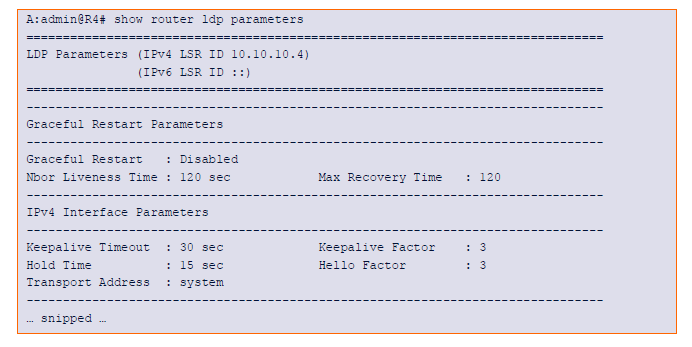 A:admin@R4# show router ldp parameters
===============================================================================
LDP Parameters (IPv4 LSR ID 10.10.10.4)
               (IPv6 LSR ID ::)
===============================================================================
-------------------------------------------------------------------------------
Graceful Restart Parameters
-------------------------------------------------------------------------------
Graceful Restart   : Disabled
Nbor Liveness Time : 120 sec            Max Recovery Time   : 120
-------------------------------------------------------------------------------
IPv4 Interface Parameters
-------------------------------------------------------------------------------
Keepalive Timeout  : 30 sec             Keepalive Factor    : 3
Hold Time          : 15 sec             Hello Factor        : 3
Transport Address  : system
-------------------------------------------------------------------------------
… snipped …